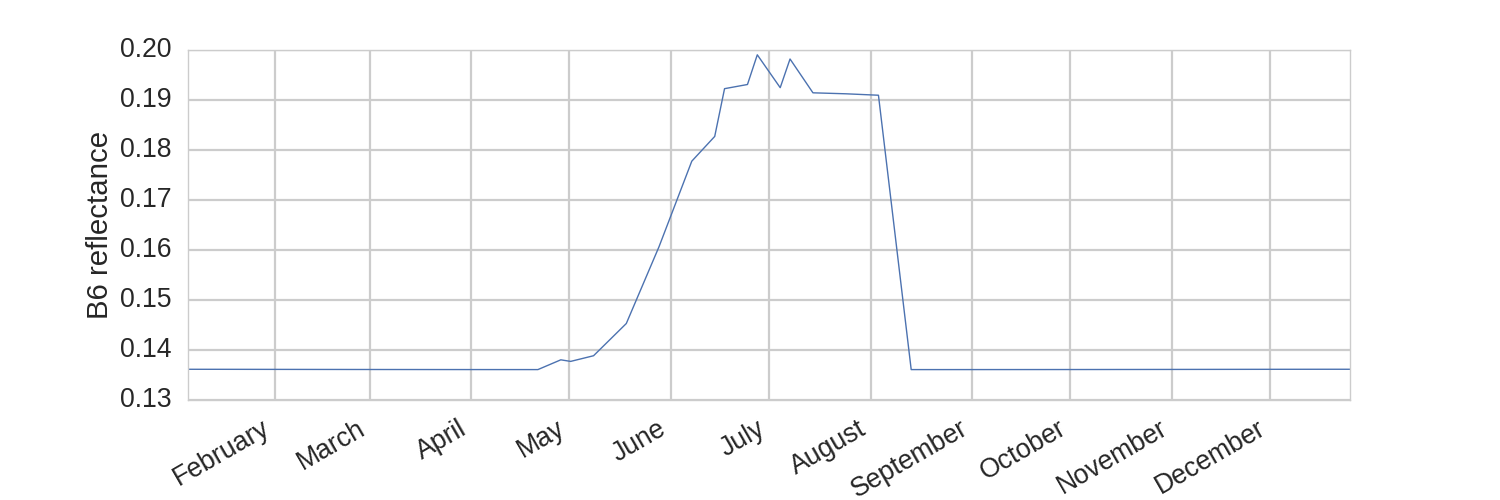 B6 reflectance
0.20
0.19
0.18
0.17
0.16
0.15
0.14
0.13
February
March
April
May
June
July
August
September
October
November
December